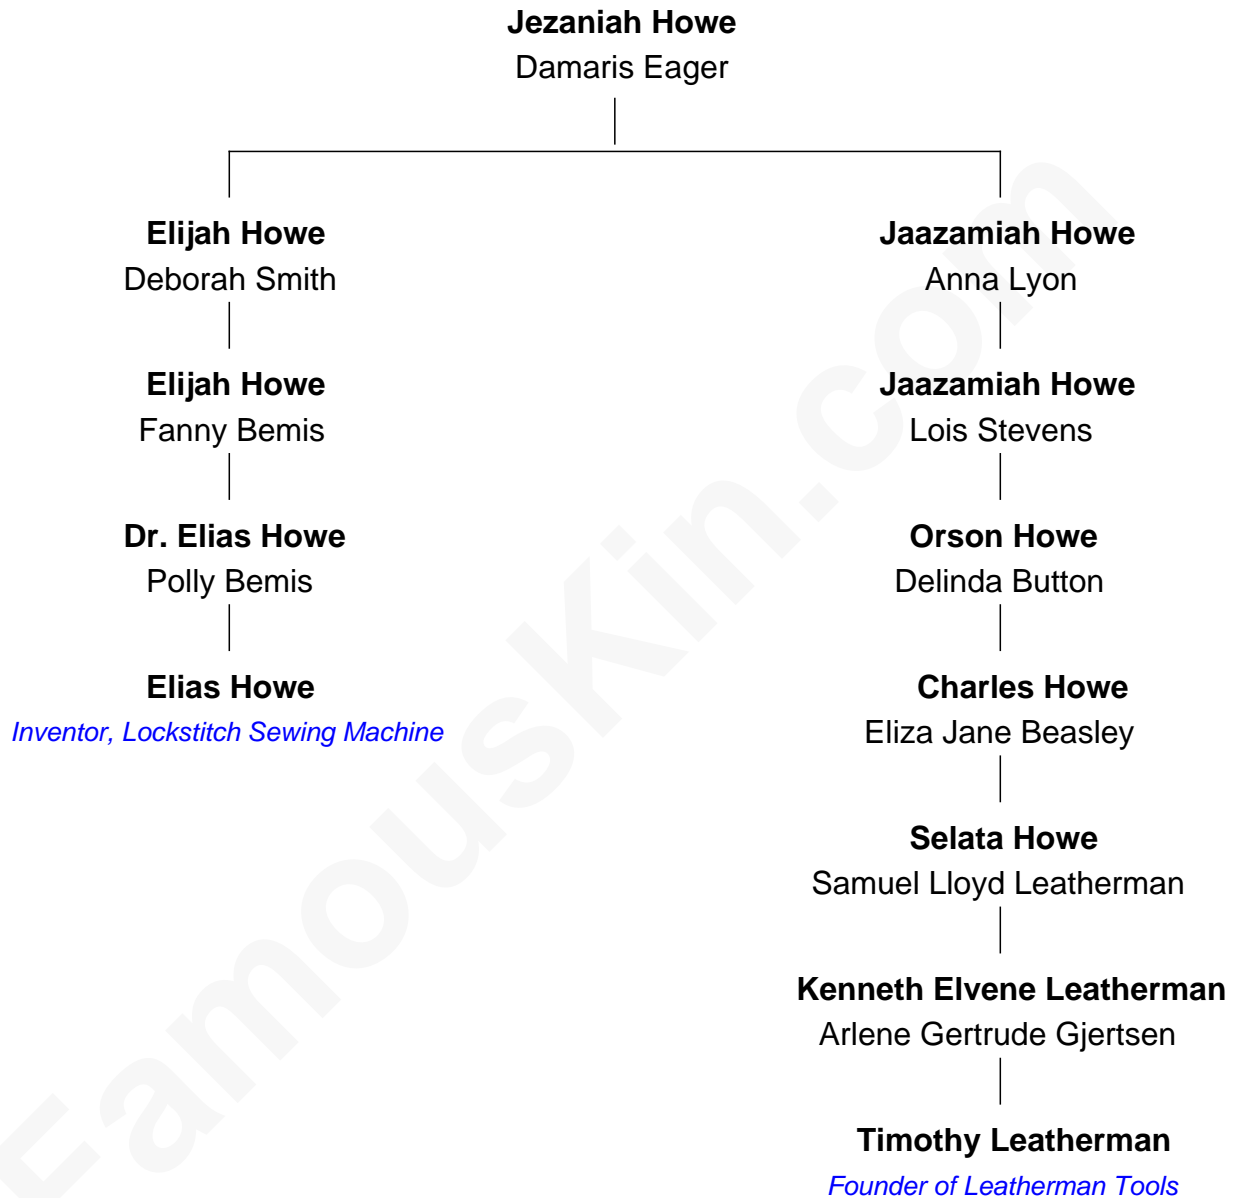 Jezaniah Howe
Damaris Eager
Elijah Howe
Deborah Smith
Jaazamiah Howe
Anna Lyon
Elijah Howe
Fanny Bemis
Jaazamiah Howe
Lois Stevens
Dr. Elias Howe
Polly Bemis
Orson Howe
Delinda Button
Elias Howe
Inventor, Lockstitch Sewing Machine
Charles Howe
Eliza Jane Beasley
Selata Howe
Samuel Lloyd Leatherman
Kenneth Elvene Leatherman
Arlene Gertrude Gjertsen
Timothy Leatherman
Founder of Leatherman Tools
FamousKin.com